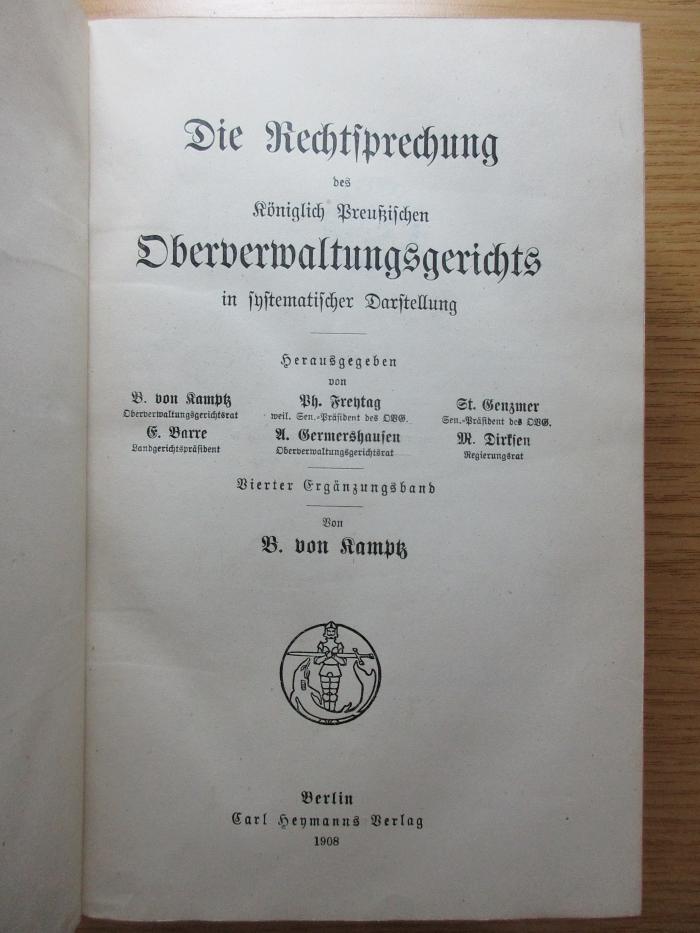 Die Rechtsprechung
des
Königlich Preußischen
Oberverwaltungsgerichts
in systematischer Darstellung
Herausgegeben
von
B. von Kamptz
Oberverwaltungsgerichtsrat
Ph. Freytag
weil. Sen.-Präsident des OVG.
St. Genzmer
Sen.-Präsident des OVG.
E. Barre
Landgerichtspräsident
A. Germershausen
Oberverwaltungsgerichtsrat
M. Dirksen
Regierungsrat
Vierter Ergänzungsband
Von
B. von Kamptz
Berlin
Carl Heymanns Verlag
1908